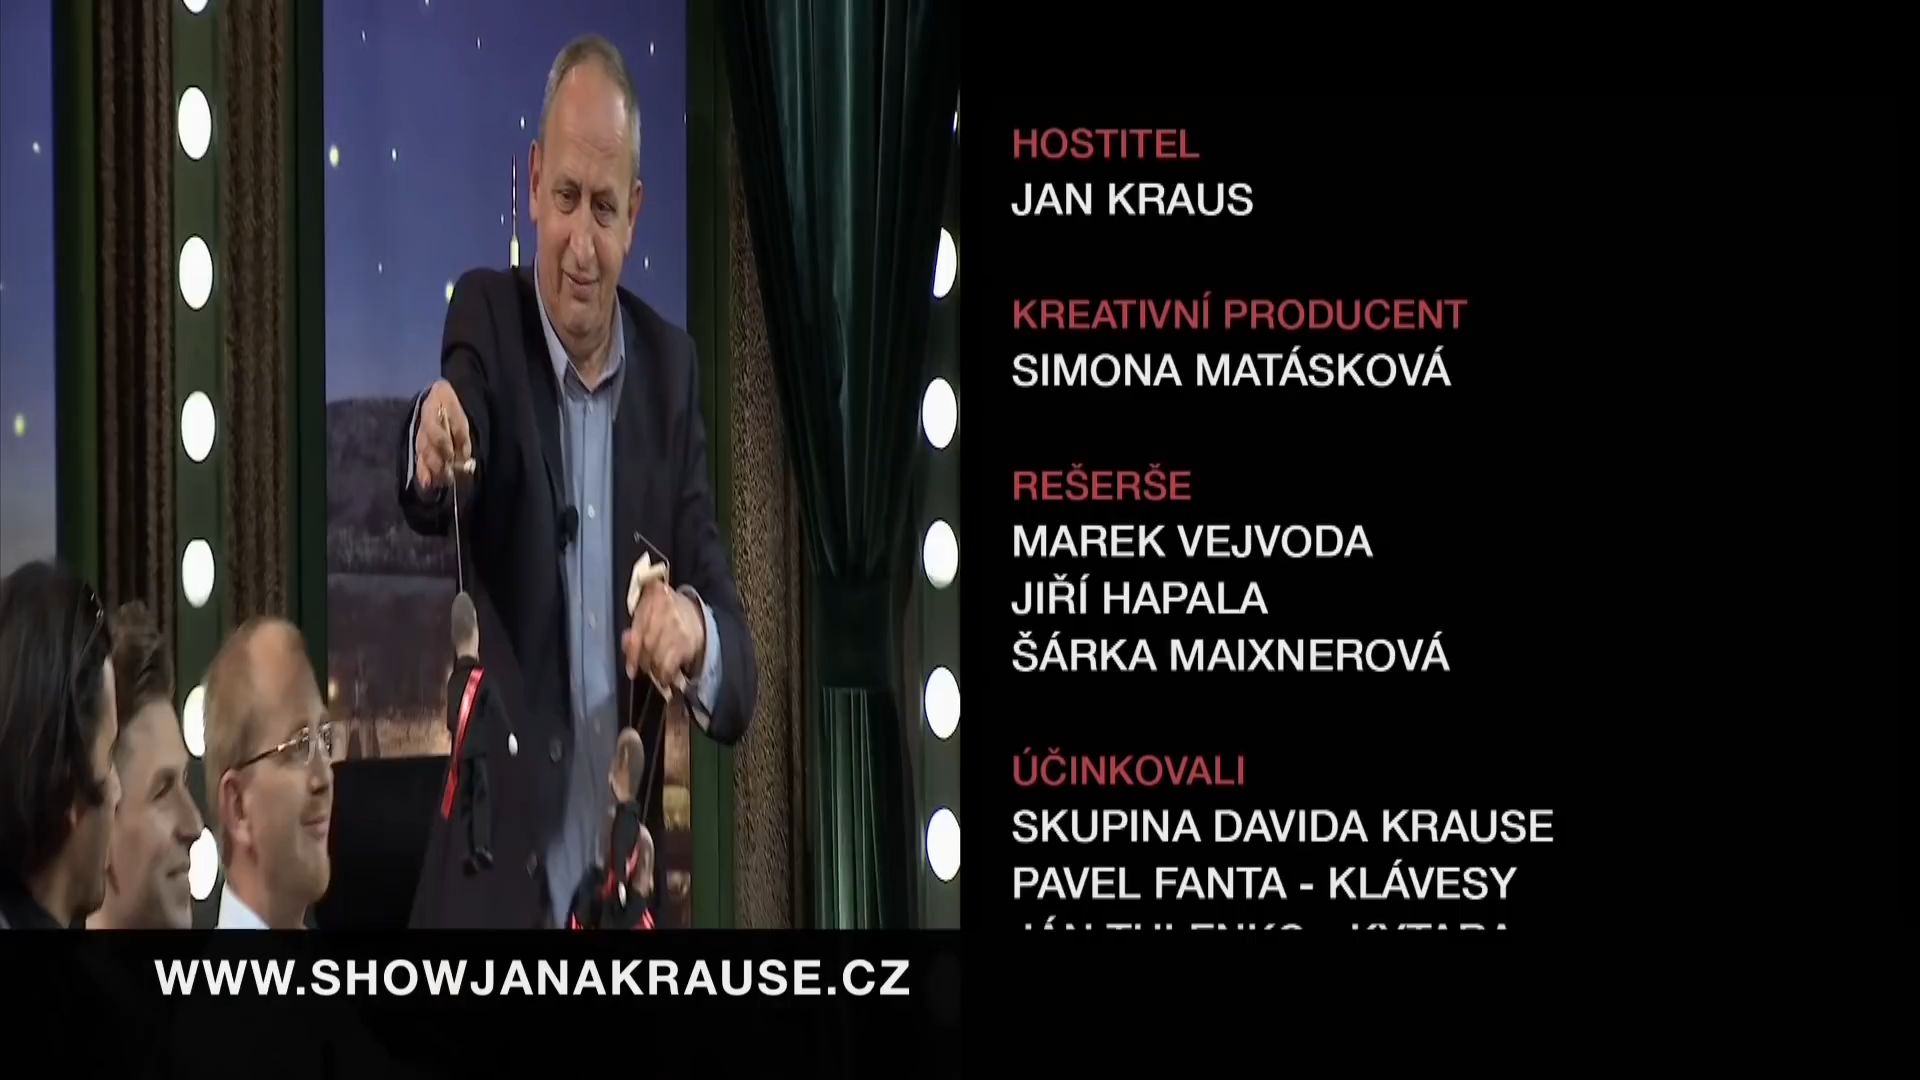 HOSTITEL
JAN KRAUS
KREATIVNÍ PRODUCENT
SIMONA MATÁSKOVÁ
REŠERŠE
MAREK VEJVODA
JIŘÍ HAPALA
ŠÁRKA MAIXNEROVÁ
ÚČINKOVALI
SKUPINA DAVIDA KRAUSE
PAVEL FANTA - KLÁVESY
WWW.SHOWJANAKRAUSE.CZ